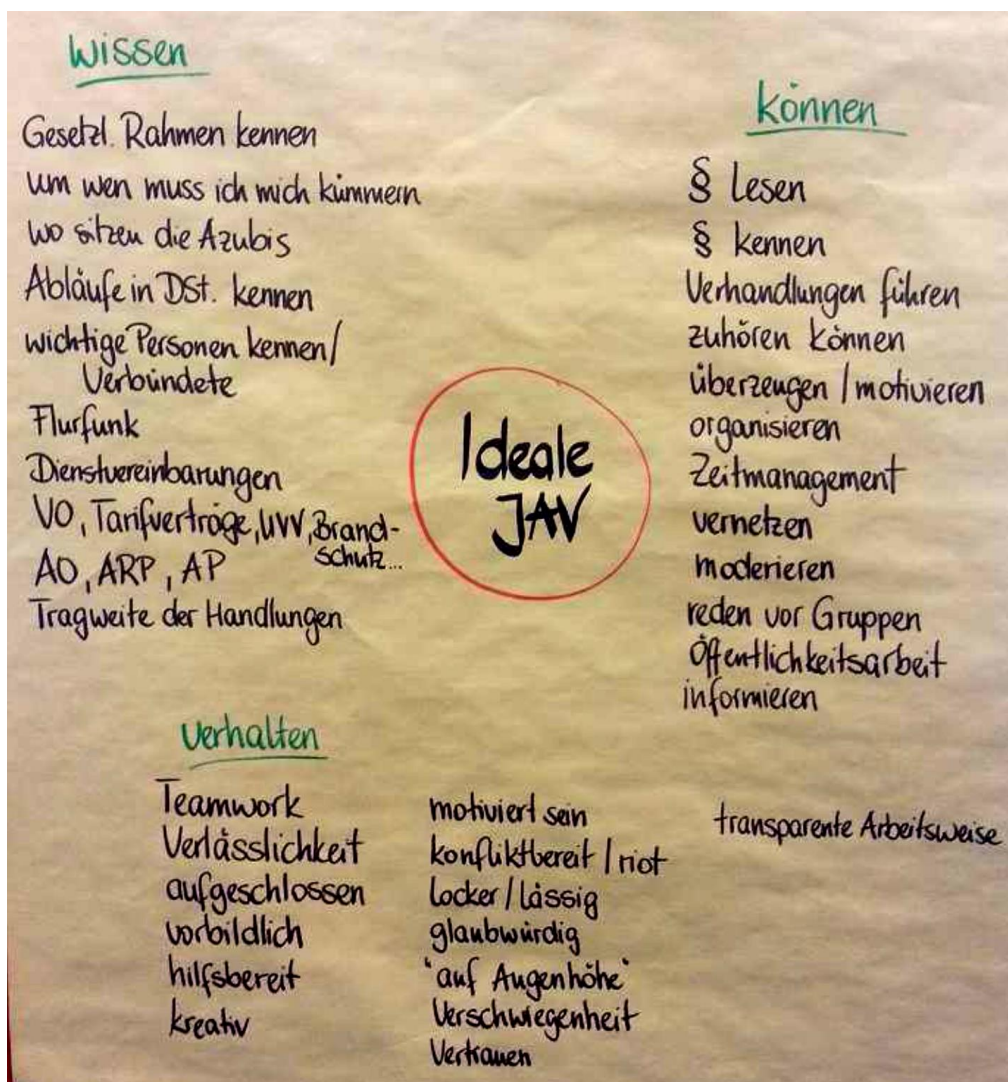 Wissen
Gesetzl. Rahmen kennen
um wen muss ich mich kümmern
wo sitzen die Azubis
Abläufe in DSt. kennen
wichtige Personen kennen/
Verbündete
Flurfunk
Dienstvereinbarungen
VO, Tarifverträge, UVV, Brand-
schutz...
AO, ARP, AP
Tragweite der Handlungen
Ideale
JAV
Können
§ Lesen
§ kennen
Verhandlungen führen
zuhören können
überzeugen / motivieren
organisieren
Zeitmanagement
vernetzen
moderieren
reden vor Gruppen
Öffentlichkeitsarbeit
informieren
Verhalten
Teamwork
Verlässlichkeit
aufgeschlossen
vorbildlich
hilfsbereit
kreativ
motiviert sein
konfliktbereit / riot
locker / lässig
glaubwürdig
"auf Augenhöhe"
Verschwiegenheit
Vertrauen
transparente Arbeitsweise